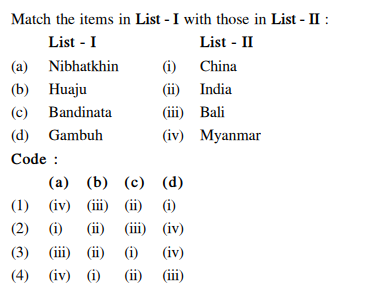 Match the items in List - I with those in List - II :
List - I List - II
(a) Nibhatkhin (i) China
(b) Huaju (ii) India
(c) Bandinata (iii) Bali
(d) Gambuh (iv) Myanmar
Code :
(a) (b) (c) (d)
(1) (iv) (iii) (ii) (i)
(2) (i) (ii) (iii) (iv)
(3) (iii) (ii) (i) (iv)
(4) (iv) (i) (ii) (iii)